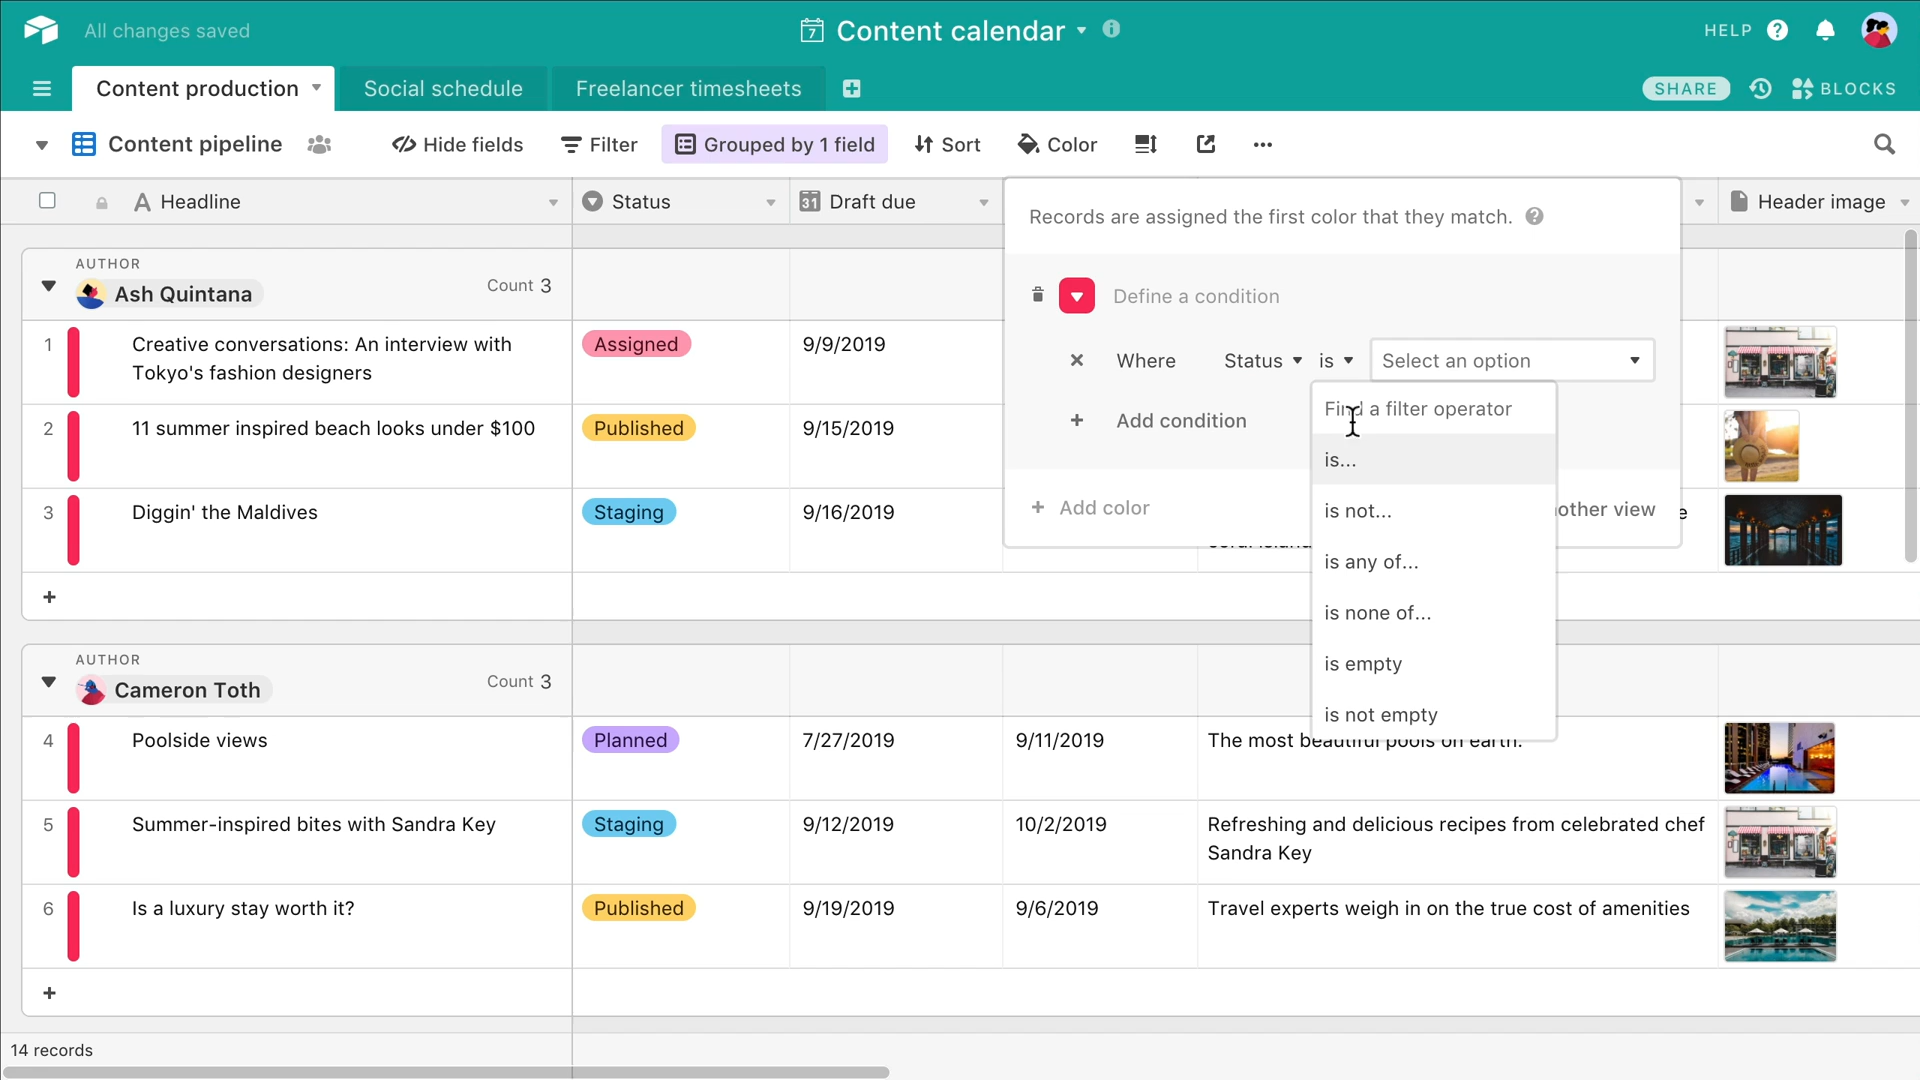 All changes saved
7
Content calendar
HELP
Content production
Social schedule
Freelancer timesheets
SHARE
BLOCKS
Content pipeline
Hide fields
Filter
Grouped by 1 field
Sort
Color
Headline
Status
31 Draft due
Header image
Records are assigned the first color that they match.
Define a condition
Where
Status
is
Select an option
Add condition
Add color
other view
Find a filter operator
is...
is not...
is any of...
is none of...
is empty
is not empty
AUTHOR
Ash Quintana
Count 3
1
Creative conversations: An interview with
Tokyo's fashion designers
Assigned
9/9/2019
2
11 summer inspired beach looks under $100
Published
9/15/2019
3
Diggin' the Maldives
Staging
9/16/2019
AUTHOR
Cameron Toth
Count 3
4
Poolside views
Planned
7/27/2019
9/11/2019
The most beautiful pools on earth.
5
Summer-inspired bites with Sandra Key
Staging
9/12/2019
10/2/2019
Refreshing and delicious recipes from celebrated chef
Sandra Key
6
Is a luxury stay worth it?
Published
9/19/2019
9/6/2019
Travel experts weigh in on the true cost of amenities
14 records